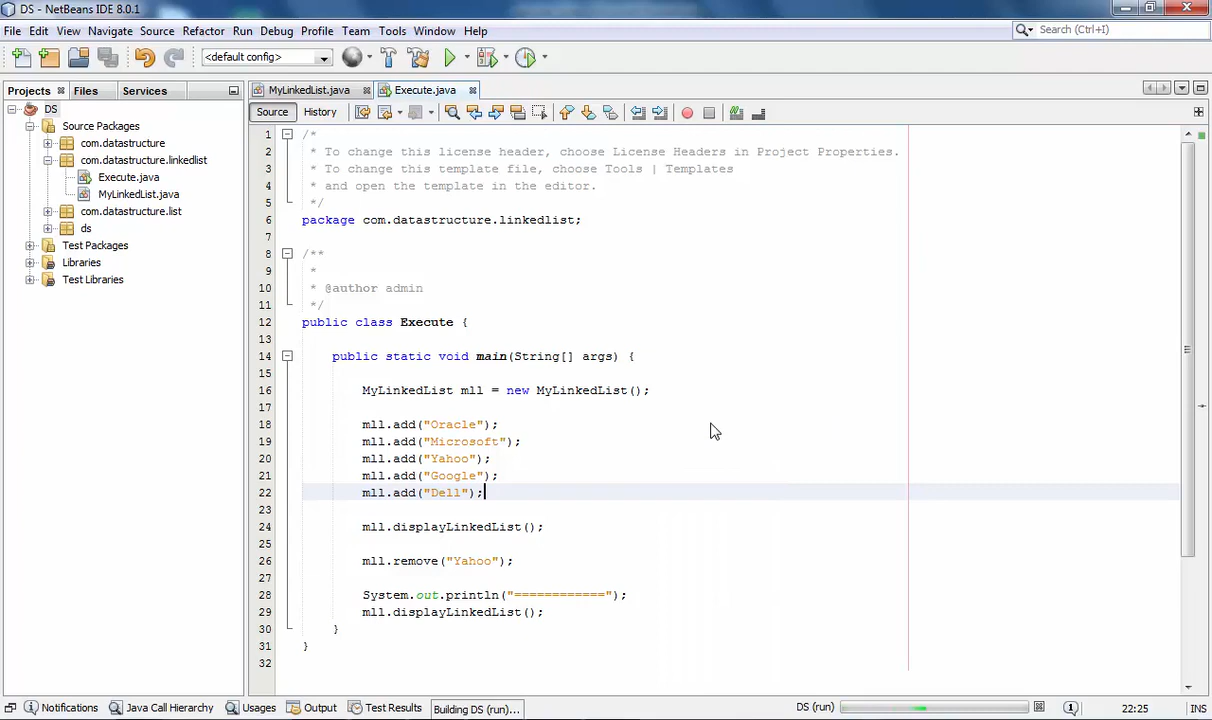 DS - NetBeans IDE 8.0.1
File Edit View Navigate Source Refactor Run Debug Profile Team Tools Window Help
Search (Ctrl+I)
<default config>
Projects Files Services
MyLinkedList.java Execute.java
Source History
DS
Source Packages
com.datastructure
com.datastructure.linkedlist
Execute.java
MyLinkedList.java
com.datastructure.list
ds
Test Packages
Libraries
Test Libraries
1 /*
2 * To change this license header, choose License Headers in Project Properties.
3 * To change this template file, choose Tools | Templates
4 * and open the template in the editor.
5 */
6 package com.datastructure.linkedlist;
7
8 /**
9 *
10 * @author admin
11 */
12 public class Execute {
13
14 public static void main(String[] args) {
15
16 MyLinkedList mll = new MyLinkedList();
17
18 mll.add("Oracle");
19 mll.add("Microsoft");
20 mll.add("Yahoo");
21 mll.add("Google");
22 mll.add("Dell");
23
24 mll.displayLinkedList();
25
26 mll.remove("Yahoo");
27
28 System.out.println("============");
29 mll.displayLinkedList();
30 }
31 }
32
Notifications Java Call Hierarchy Usages Output Test Results Building DS (run)... DS (run) 22:25 INS